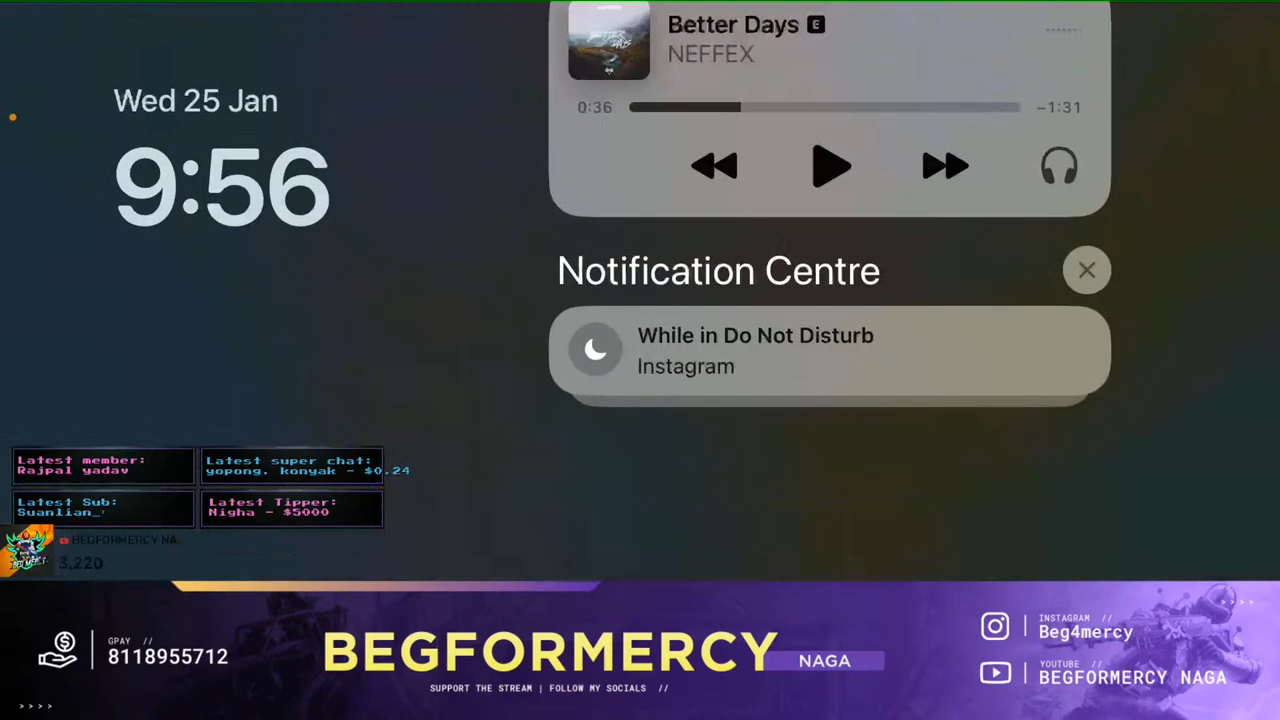 Better Days E
NEFFEX
0:36
-1:31
Wed 25 Jan
9:56
Notification Centre
While in Do Not Disturb
Instagram
Latest member:
Rajpal yadav
Latest super chat:
yopong. konyak - $0.24
Latest Sub:
Suanlian_
Latest Tipper:
Nigha - $5000
BEGFORMERCY NA
3,220
GPAY //
8118955712
BEGFORMERCY
NAGA
SUPPORT THE STREAM | FOLLOW MY SOCIALS //
INSTAGRAM //
Beg4mercy
YOUTUBE //
BEGFORMERCY NAGA